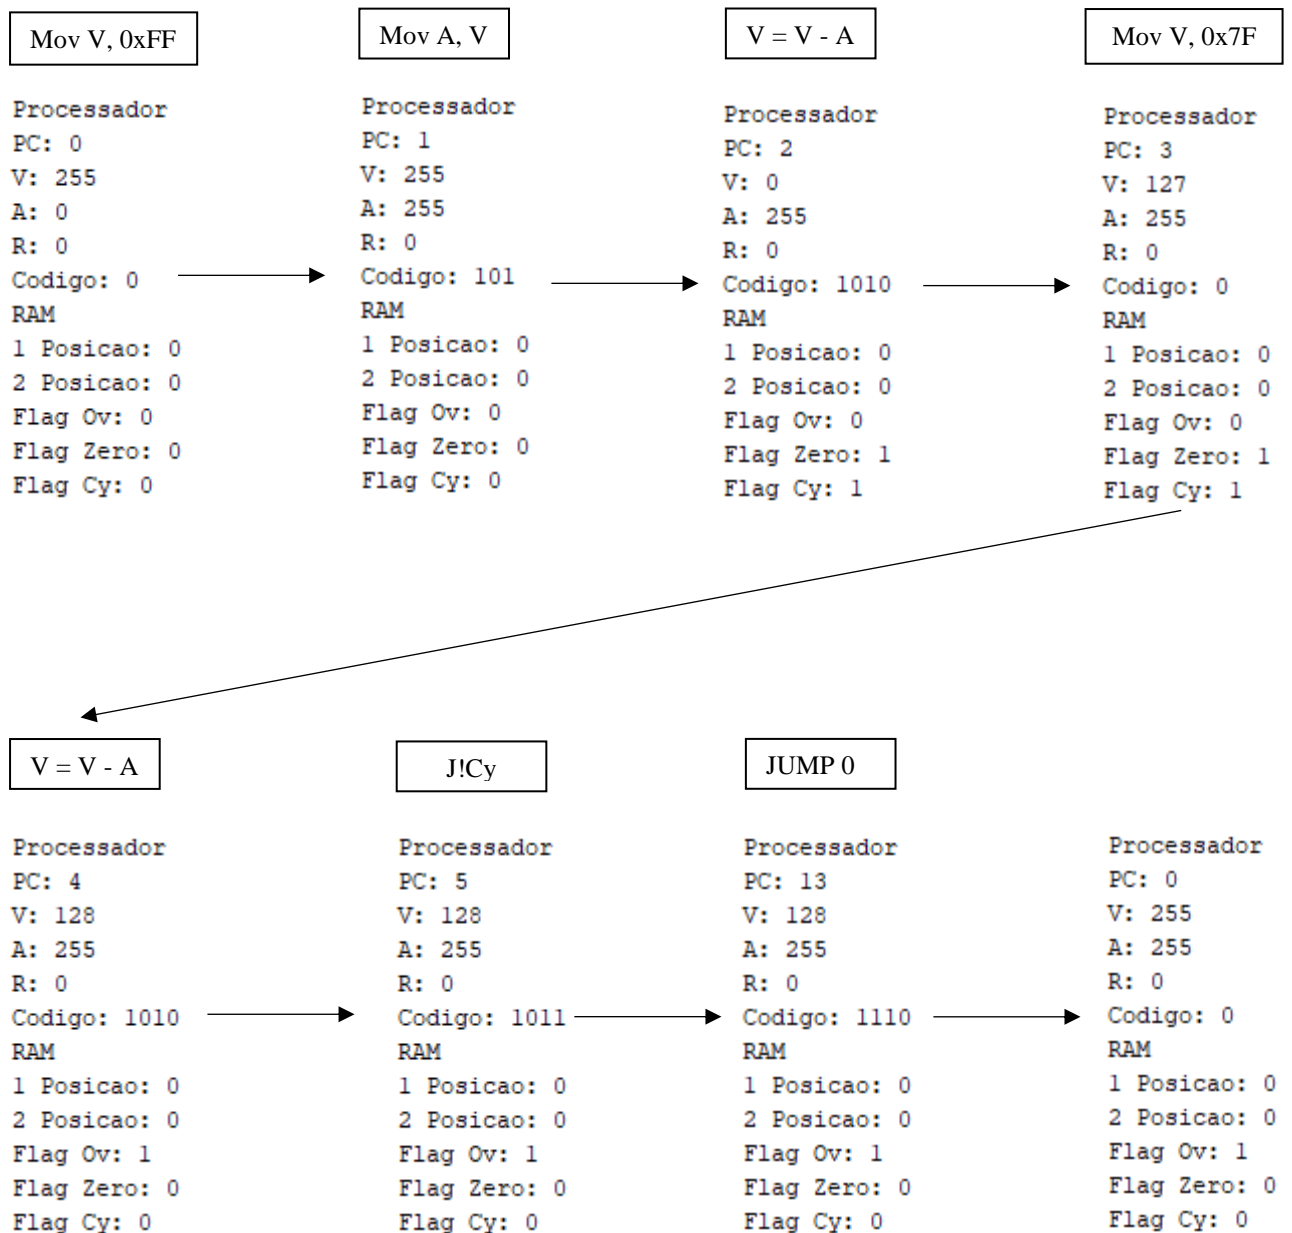 Mov V, 0xFF
Processador
PC: 0
V: 255
A: 0
R: 0
Codigo: 0
RAM
1 Posicao: 0
2 Posicao: 0
Flag Ov: 0
Flag Zero: 0
Flag Cy: 0
Mov A, V
Processador
PC: 1
V: 255
A: 255
R: 0
Codigo: 101
RAM
1 Posicao: 0
2 Posicao: 0
Flag Ov: 0
Flag Zero: 0
Flag Cy: 0
V = V - A
Processador
PC: 2
V: 0
A: 255
R: 0
Codigo: 1010
RAM
1 Posicao: 0
2 Posicao: 0
Flag Ov: 0
Flag Zero: 1
Flag Cy: 1
Mov V, 0x7F
Processador
PC: 3
V: 127
A: 255
R: 0
Codigo: 0
RAM
1 Posicao: 0
2 Posicao: 0
Flag Ov: 0
Flag Zero: 1
Flag Cy: 1
V = V - A
Processador
PC: 4
V: 128
A: 255
R: 0
Codigo: 1010
RAM
1 Posicao: 0
2 Posicao: 0
Flag Ov: 1
Flag Zero: 0
Flag Cy: 0
J!Cy
Processador
PC: 5
V: 128
A: 255
R: 0
Codigo: 1011
RAM
1 Posicao: 0
2 Posicao: 0
Flag Ov: 1
Flag Zero: 0
Flag Cy: 0
JUMP 0
Processador
PC: 13
V: 128
A: 255
R: 0
Codigo: 1110
RAM
1 Posicao: 0
2 Posicao: 0
Flag Ov: 1
Flag Zero: 0
Flag Cy: 0
Processador
PC: 0
V: 255
A: 255
R: 0
Codigo: 0
RAM
1 Posicao: 0
2 Posicao: 0
Flag Ov: 1
Flag Zero: 0
Flag Cy: 0